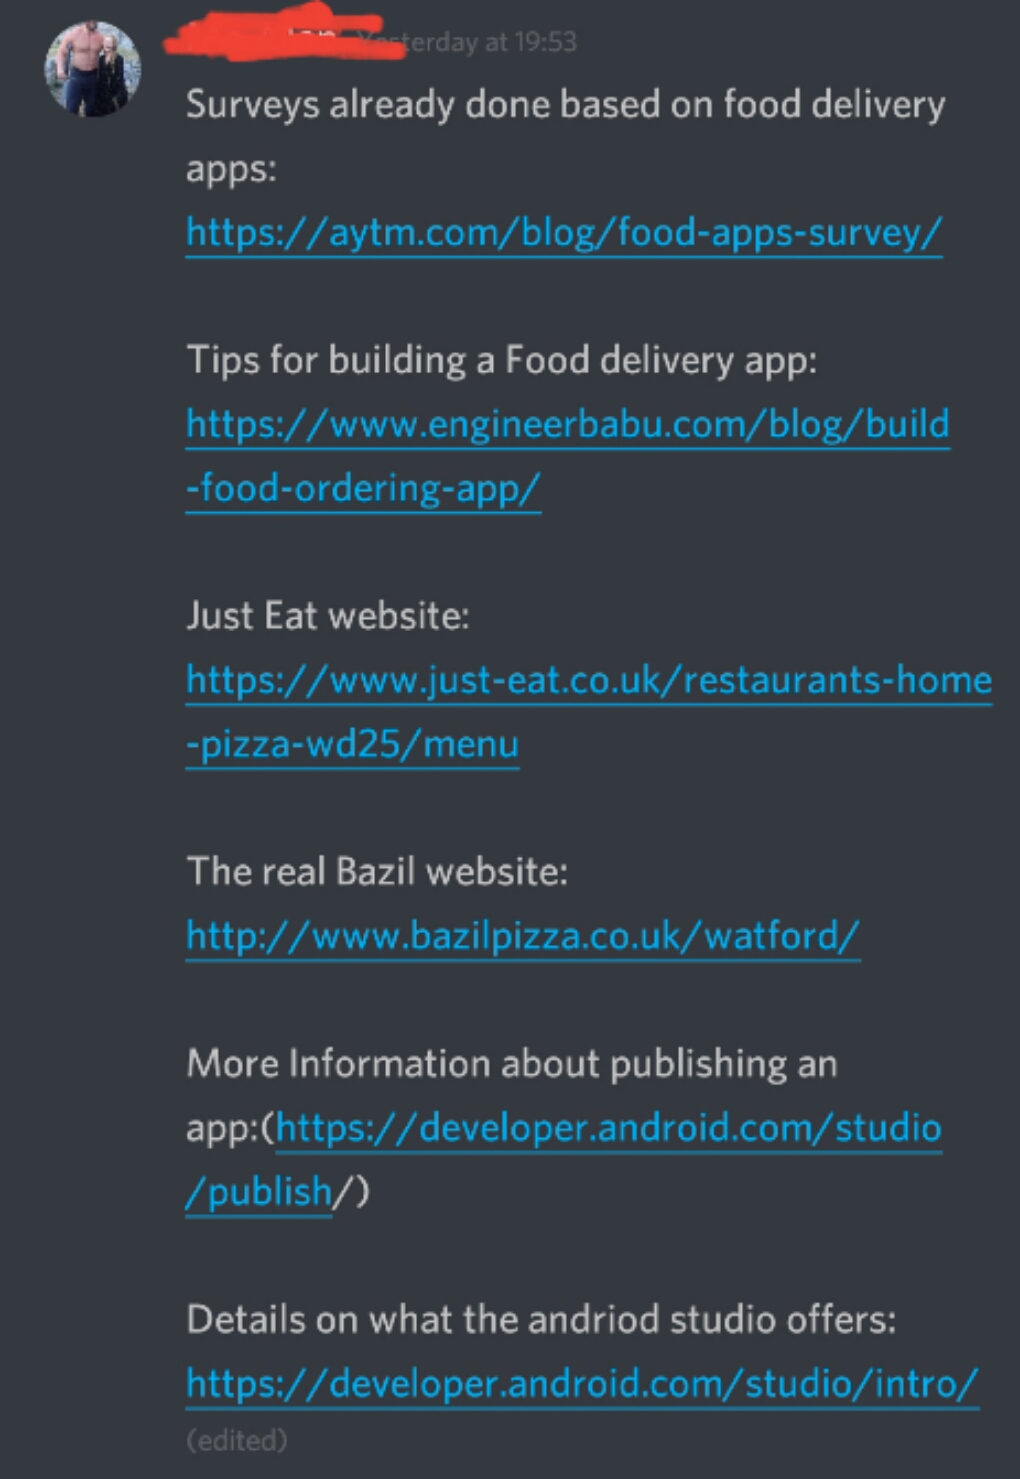 Yesterday at 19:53
Surveys already done based on food delivery
apps:
https://aytm.com/blog/food-apps-survey/
Tips for building a Food delivery app:
https://www.engineerbabu.com/blog/build
-food-ordering-app/
Just Eat website:
https://www.just-eat.co.uk/restaurants-home
-pizza-wd25/menu
The real Bazil website:
http://www.bazilpizza.co.uk/watford/
More Information about publishing an
app:(https://developer.android.com/studio
/publish/)
Details on what the andriod studio offers:
https://developer.android.com/studio/intro/
(edited)